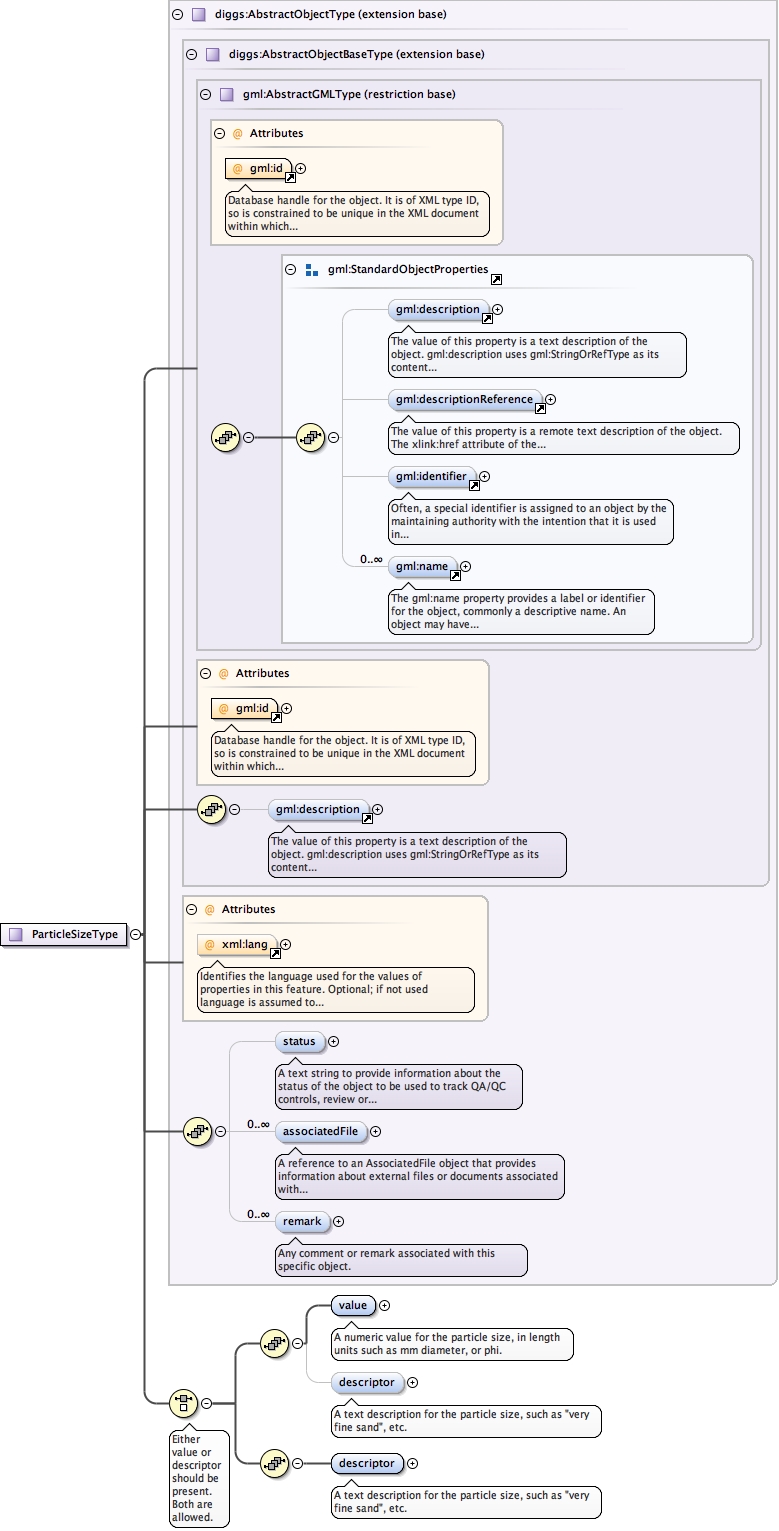 diggs:AbstractObjectType (extension base)
diggs:AbstractObjectBaseType (extension base)
gml:AbstractGMLType (restriction base)
@ Attributes
@ gml:id
Database handle for the object. It is of XML type ID,
so is constrained to be unique in the XML document
within which...
gml:StandardObjectProperties
gml:description
The value of this property is a text description of the
object. gml:description uses gml:StringOrRefType as its
content...
gml:descriptionReference
The value of this property is a remote text description of the object.
The xlink:href attribute of the...
gml:identifier
Often, a special identifier is assigned to an object by the
maintaining authority with the intention that it is used
in...
0..∞
gml:name
The gml:name property provides a label or identifier
for the object, commonly a descriptive name. An
object may have...
@ Attributes
@ gml:id
Database handle for the object. It is of XML type ID,
so is constrained to be unique in the XML document
within which...
gml:description
The value of this property is a text description of the
object. gml:description uses gml:StringOrRefType as its
content...
@ Attributes
ParticleSizeType
@ xml:lang
Identifies the language used for the values of
properties in this feature. Optional; if not used
language is assumed to...
status
A text string to provide information about the
status of the object to be used to track QA/QC
controls, review or...
0..∞
associatedFile
A reference to an AssociatedFile object that provides
information about external files or documents associated
with...
0..∞
remark
Any comment or remark associated with this
specific object.
value
A numeric value for the particle size, in length
units such as mm diameter, or phi.
descriptor
A text description for the particle size, such as "very
fine sand", etc.
Either
value or
descriptor
should be
present.
Both are
allowed.
descriptor
A text description for the particle size, such as "very
fine sand", etc.